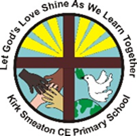 Let God's Love Shine As We Learn Together
Kirk Smeaton CE Primary School